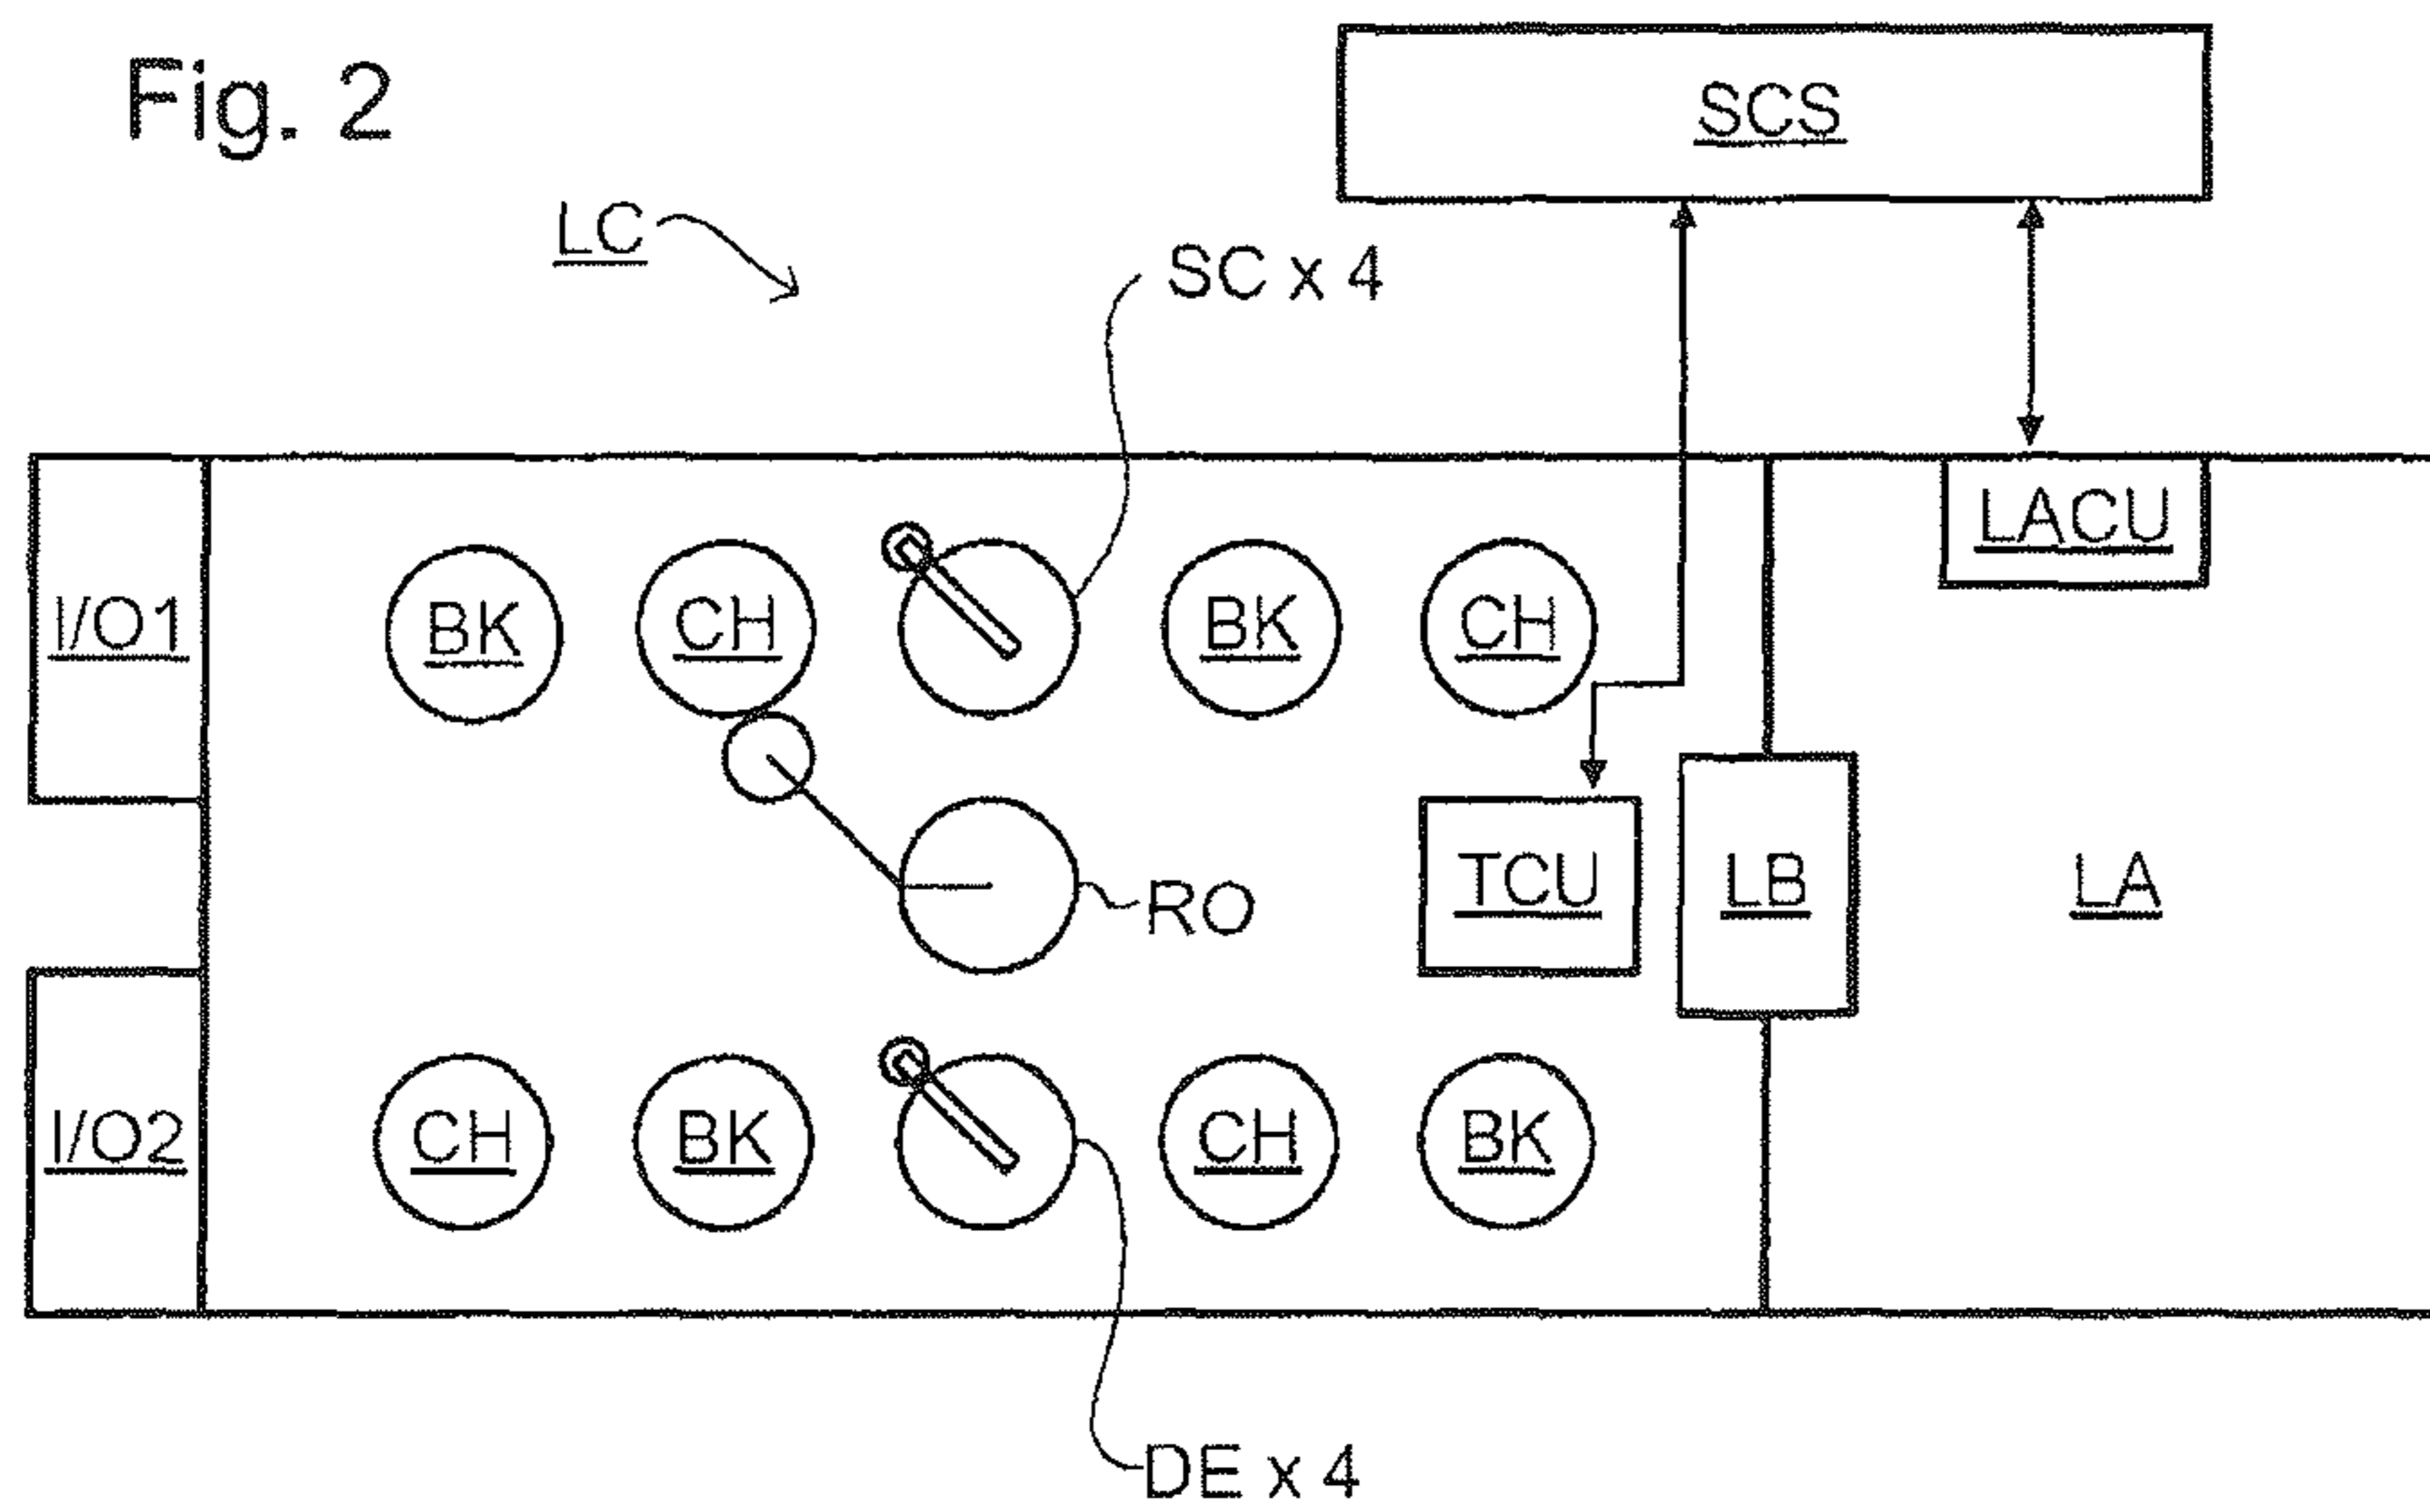 Fig. 2
SCS
LC
SC x 4
LACU
I/O1
BK
CH
BK
CH
RO
TCU
LB
LA
I/O2
CH
BK
CH
BK
DE x 4